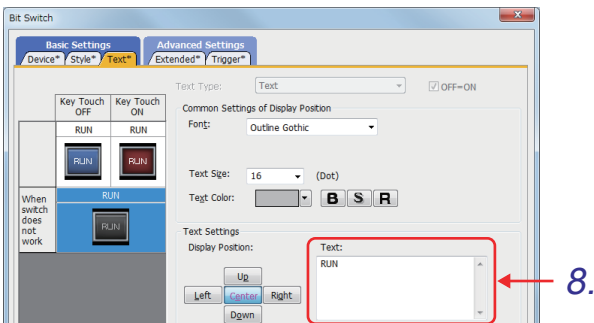 Bit Switch
Basic Settings Advanced Settings
Device* Style* Text* Extended* Trigger*
Text Type: Text OFF=ON
Key Touch OFF
Key Touch ON
Common Settings of Display Position
RUN RUN
Font: Outline Gothic
RUN RUN
Text Size: 16 (Dot)
Text Color: B S R
When switch does not work
RUN
RUN
Text Settings
Display Position: Text:
RUN
Up
Left Center Right
Down
8.